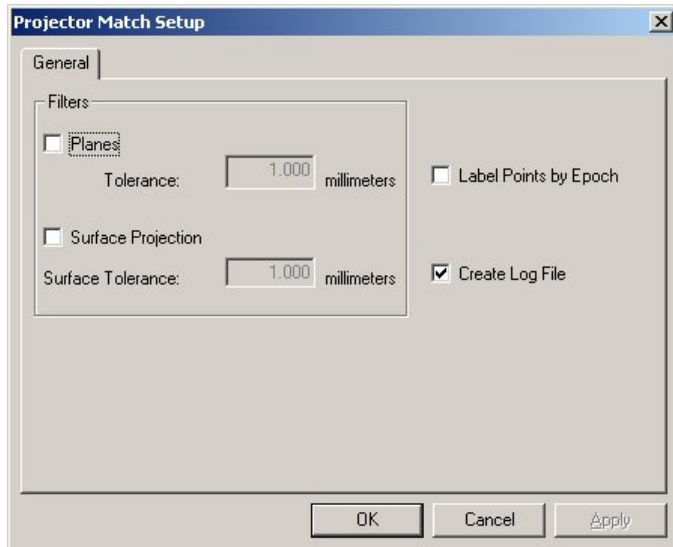 Projector Match Setup
General
Filters
Planes
Tolerance: 1.000 millimeters
Label Points by Epoch
Surface Projection
Surface Tolerance: 1.000 millimeters
Create Log File
OK Cancel Apply